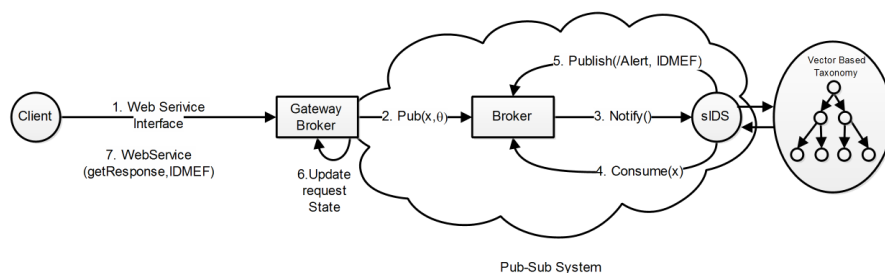 Client
1. Web Serivice
Interface
7. WebService
(getResponse,IDMEF)
Gateway
Broker
6.Update
request
State
2. Pub(x,θ)
Broker
5. Publish(/Alert, IDMEF)
3. Notify()
4. Consume(x)
sIDS
Vector Based
Taxonomy
Pub-Sub System